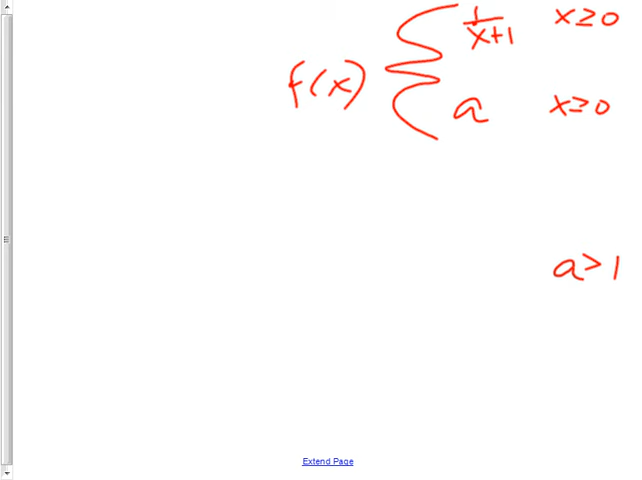 f(x) { 1/(x+1) x≥0
a x≥0
a>1
Extend Page